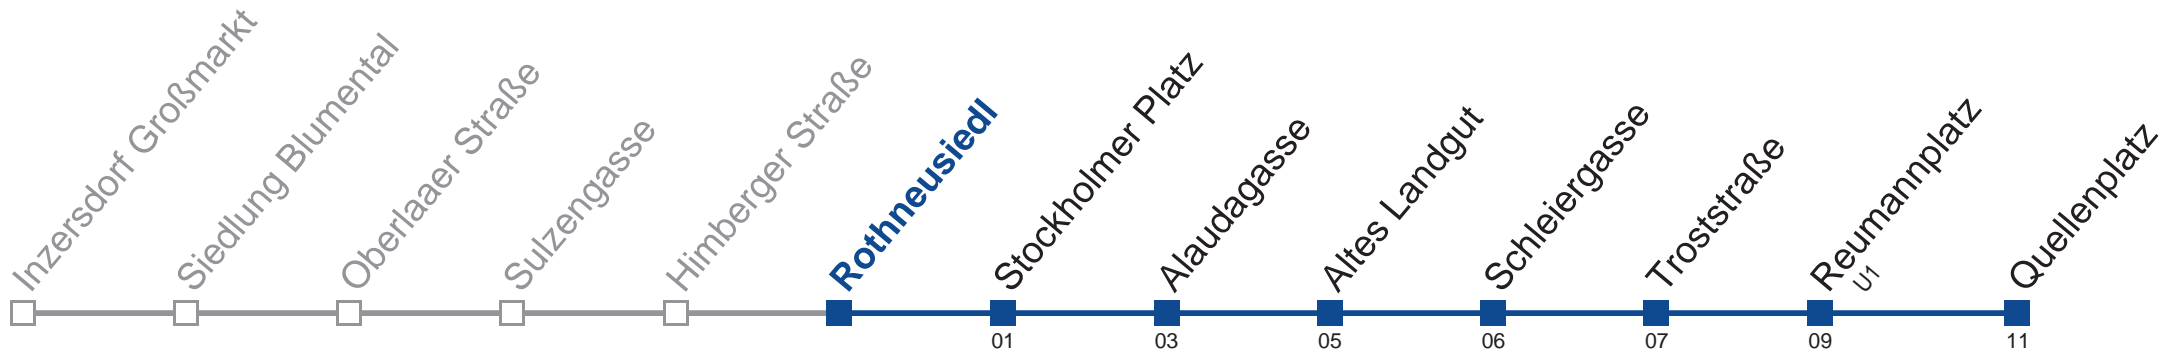 Inzersdorf Großmarkt
Siedlung Blumental
Oberlaaer Straße
Sulzengasse
Himberger Straße
Rothneusiedl
Stockholmer Platz
Alaudagasse
Altes Landgut
Schleiergasse
Troststraße
Reumannplatz
U1
Quellenplatz
01
03
05
06
07
09
11